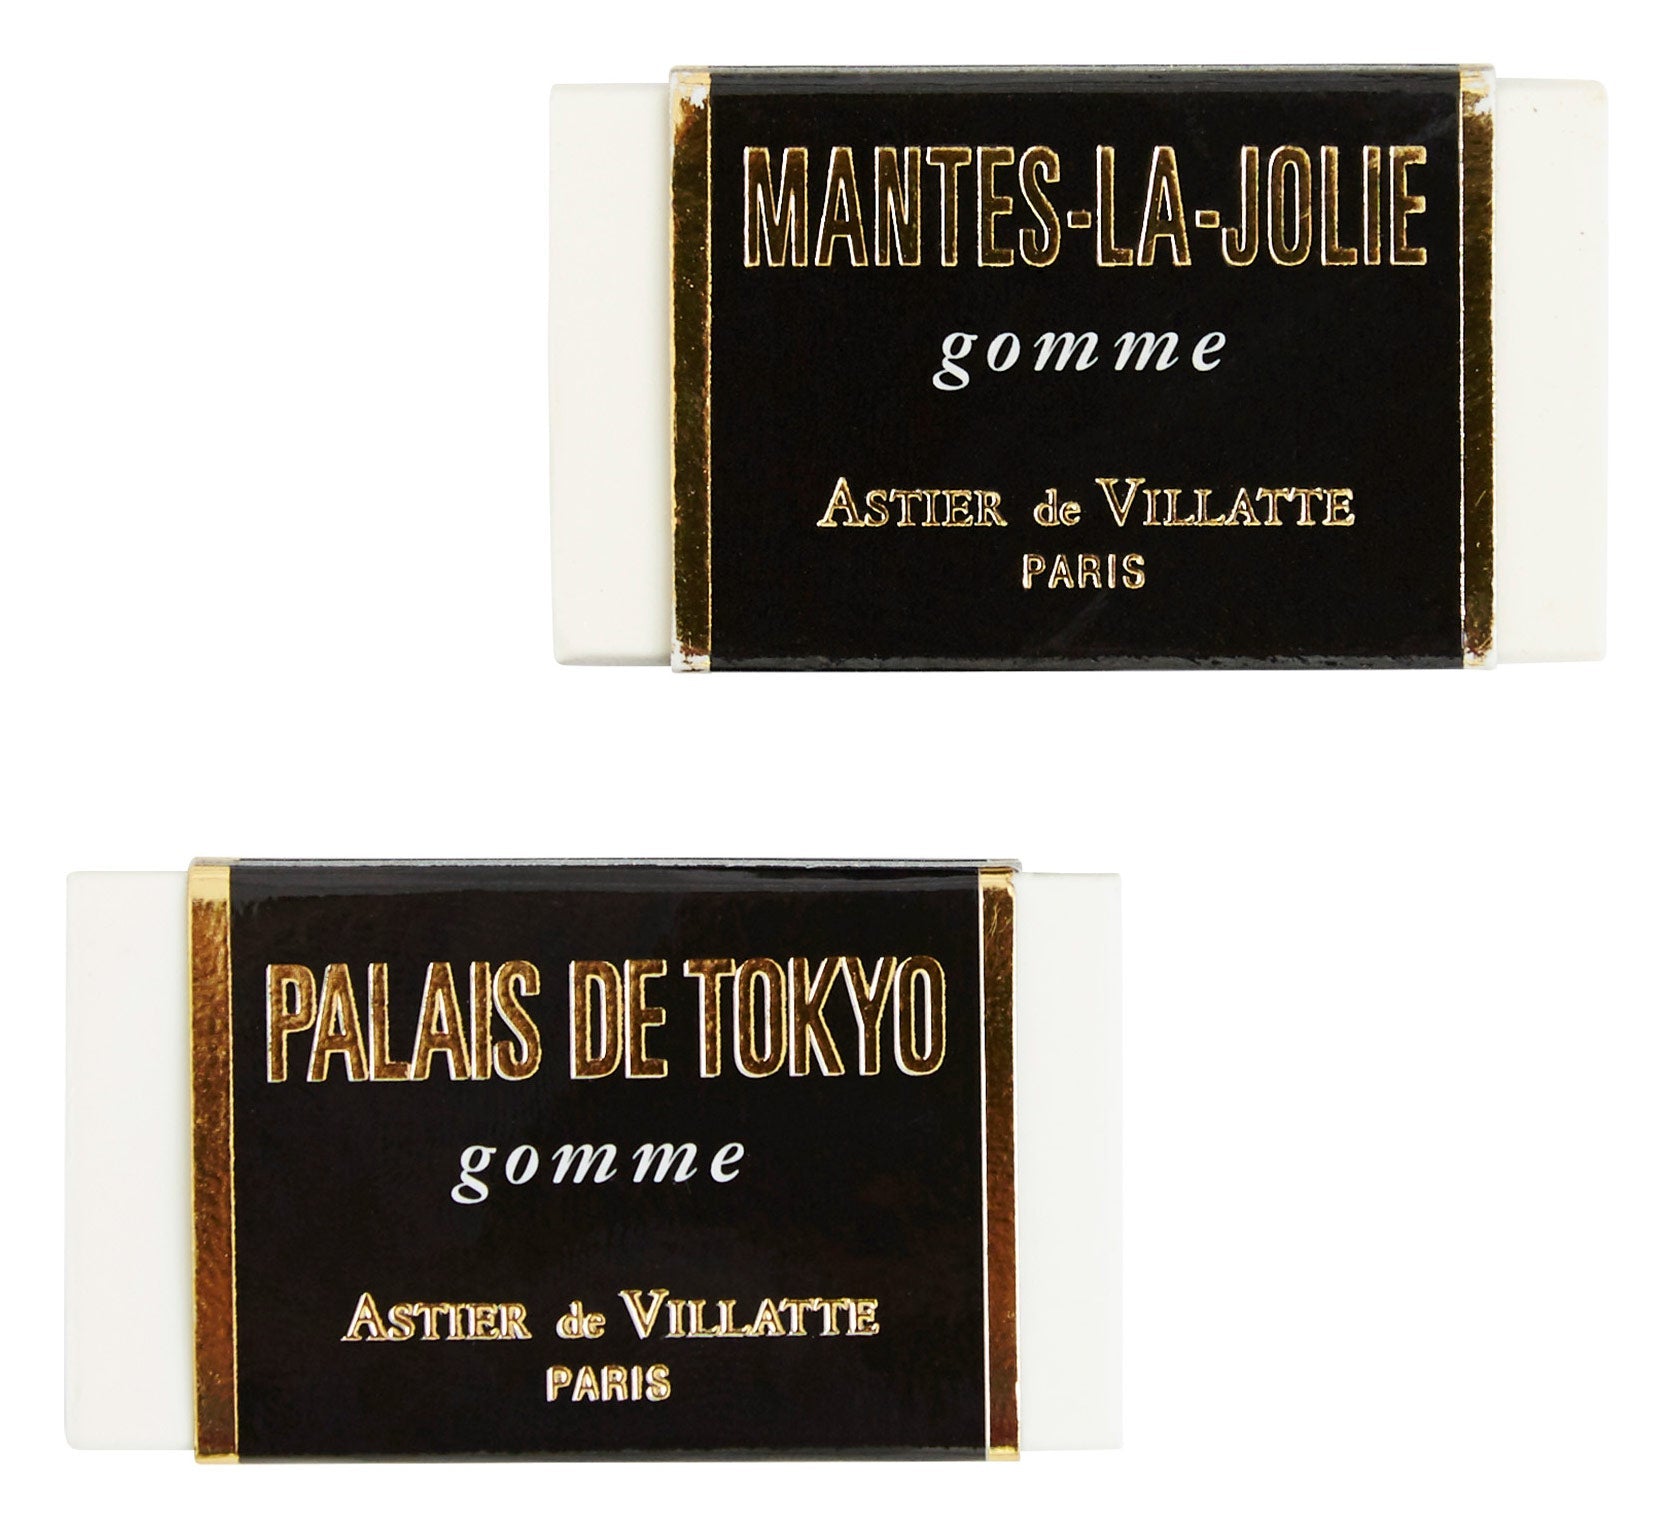 MANTES-LA-JOLIE
gomme
ASTIER de VILLATTE
PARIS
PALAIS DE TOKYO
gomme
ASTIER de VILLATTE
PARIS